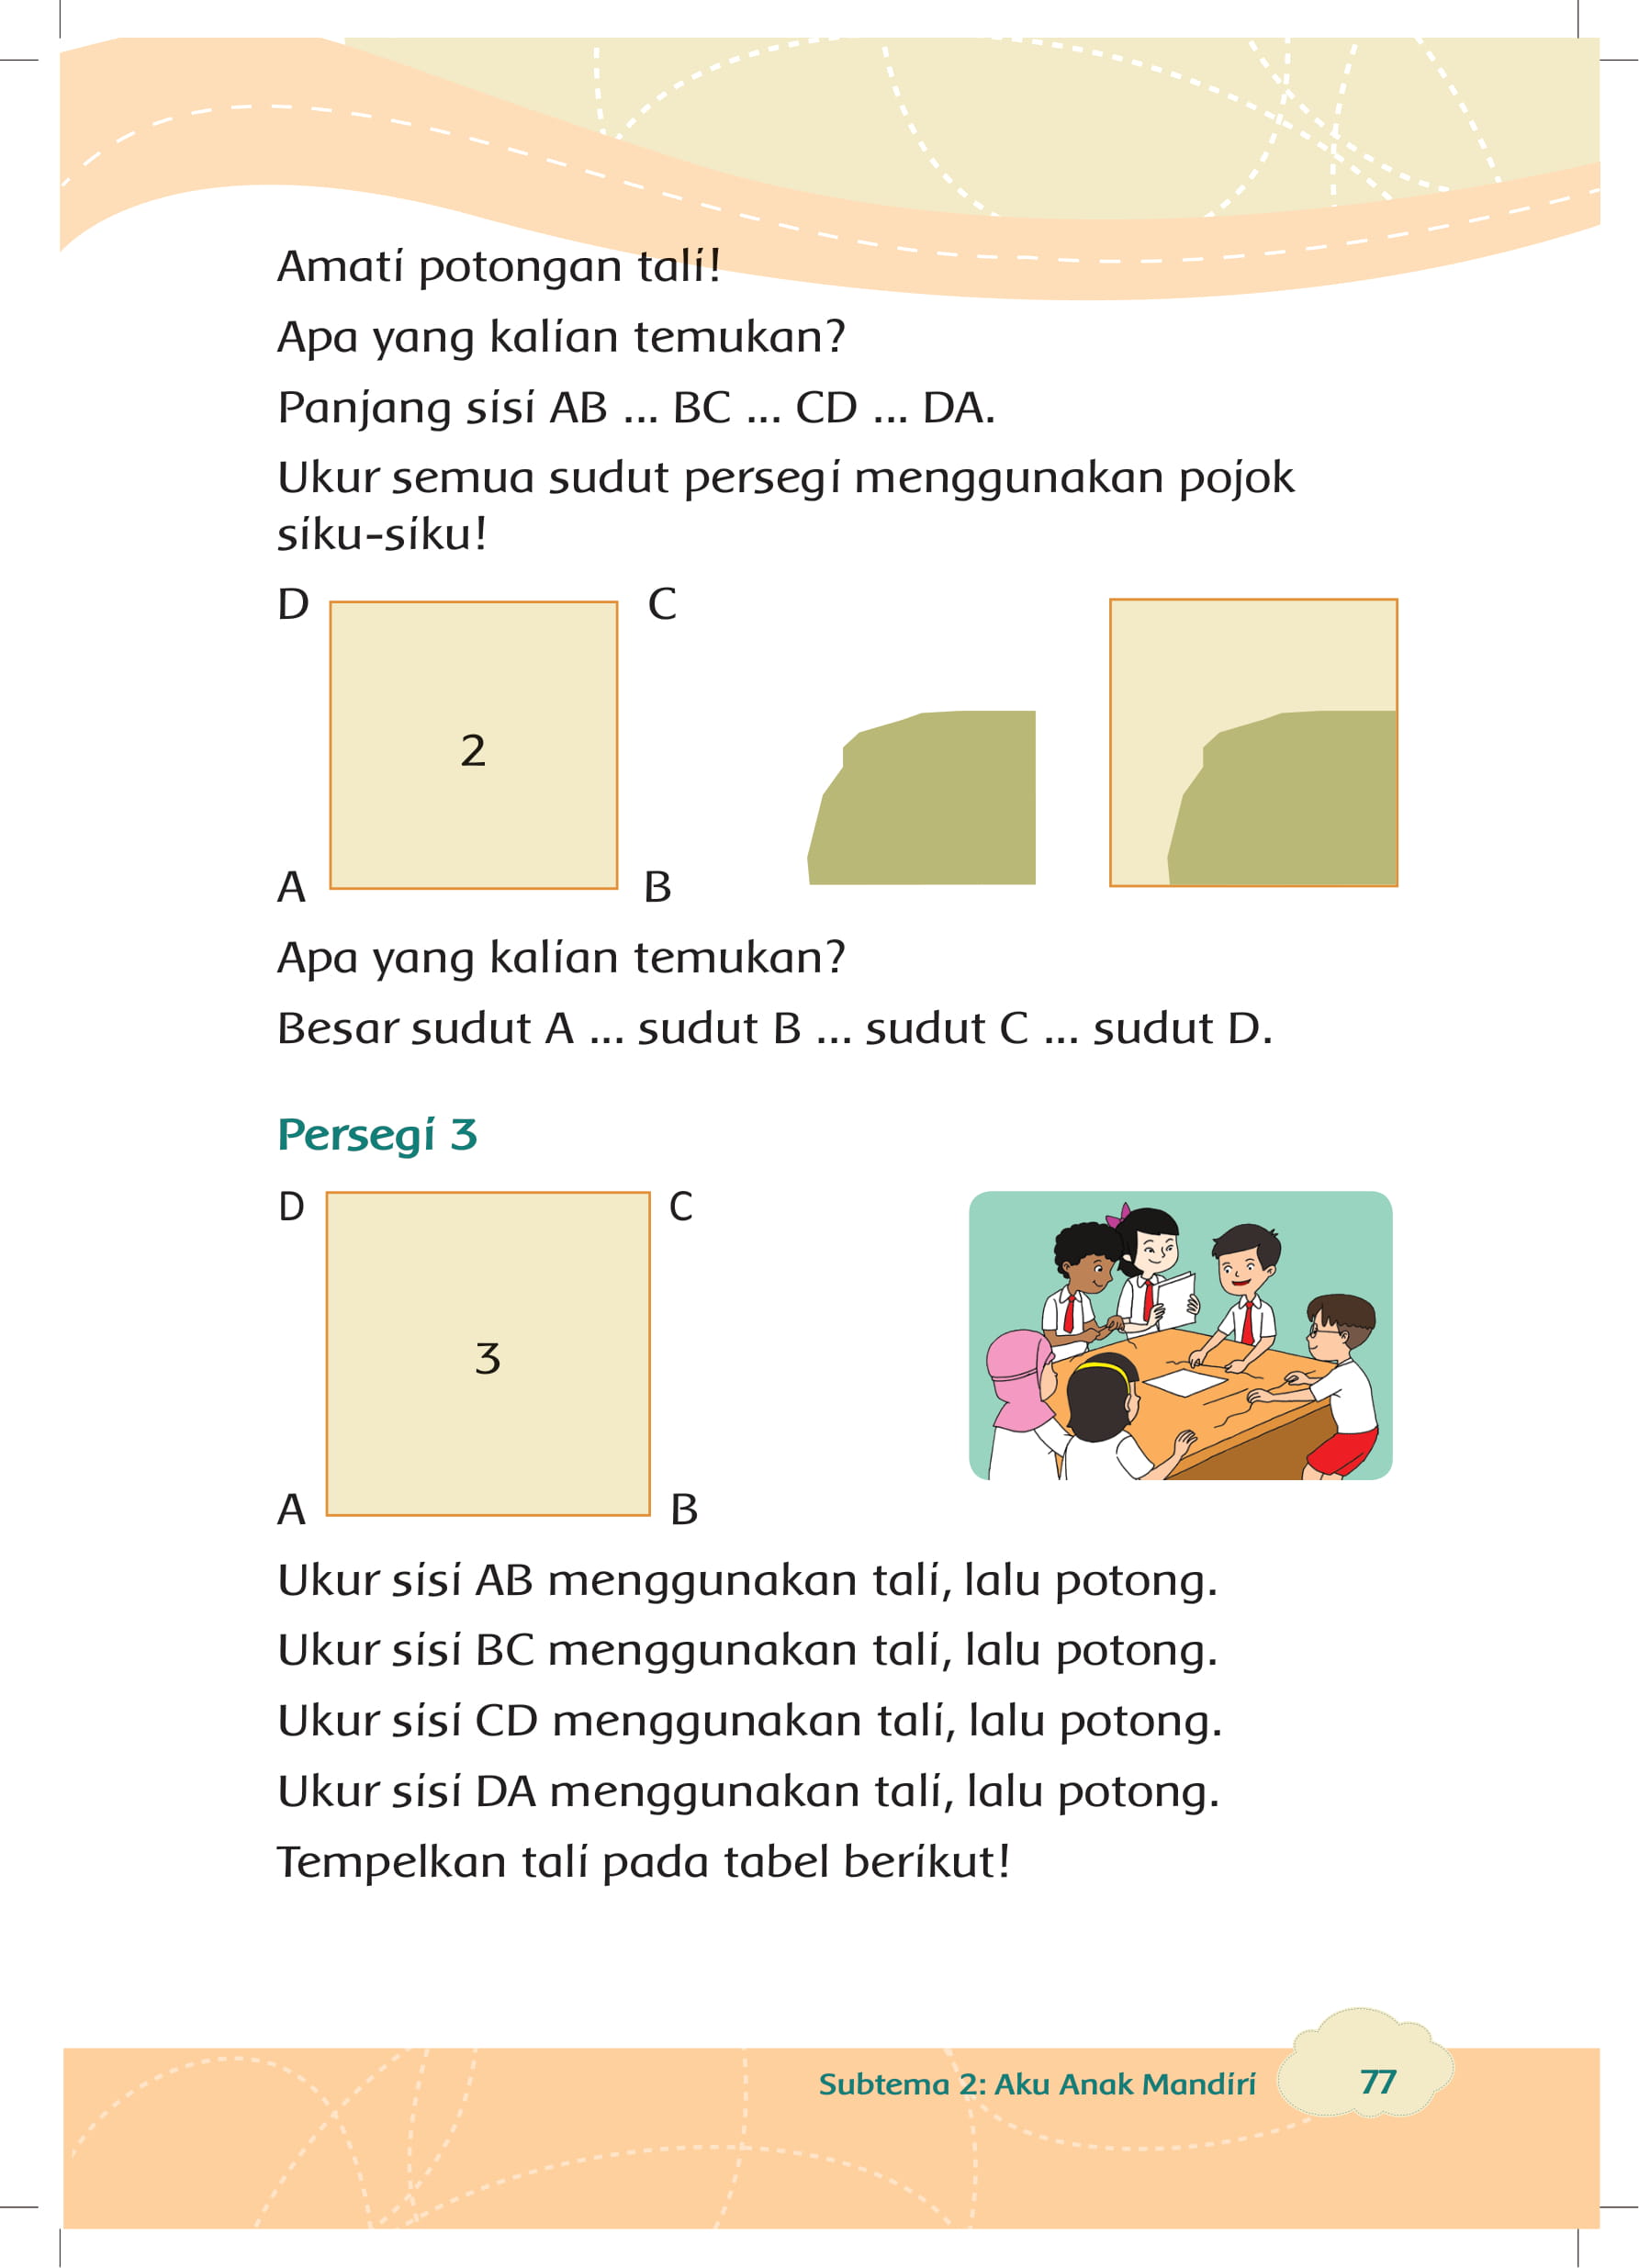 Amati potongan tali!
Apa yang kalian temukan?
Panjang sisi AB ... BC ... CD ... DA.
Ukur semua sudut persegi menggunakan pojok
siku-siku!
D
C
2
A
B
Apa yang kalian temukan?
Besar sudut A ... sudut B ... sudut C ... sudut D.
Persegi 3
D
C
3
A
B
Ukur sisi AB menggunakan tali, lalu potong.
Ukur sisi BC menggunakan tali, lalu potong.
Ukur sisi CD menggunakan tali, lalu potong.
Ukur sisi DA menggunakan tali, lalu potong.
Tempelkan tali pada tabel berikut!
Subtema 2: Aku Anak Mandiri
77